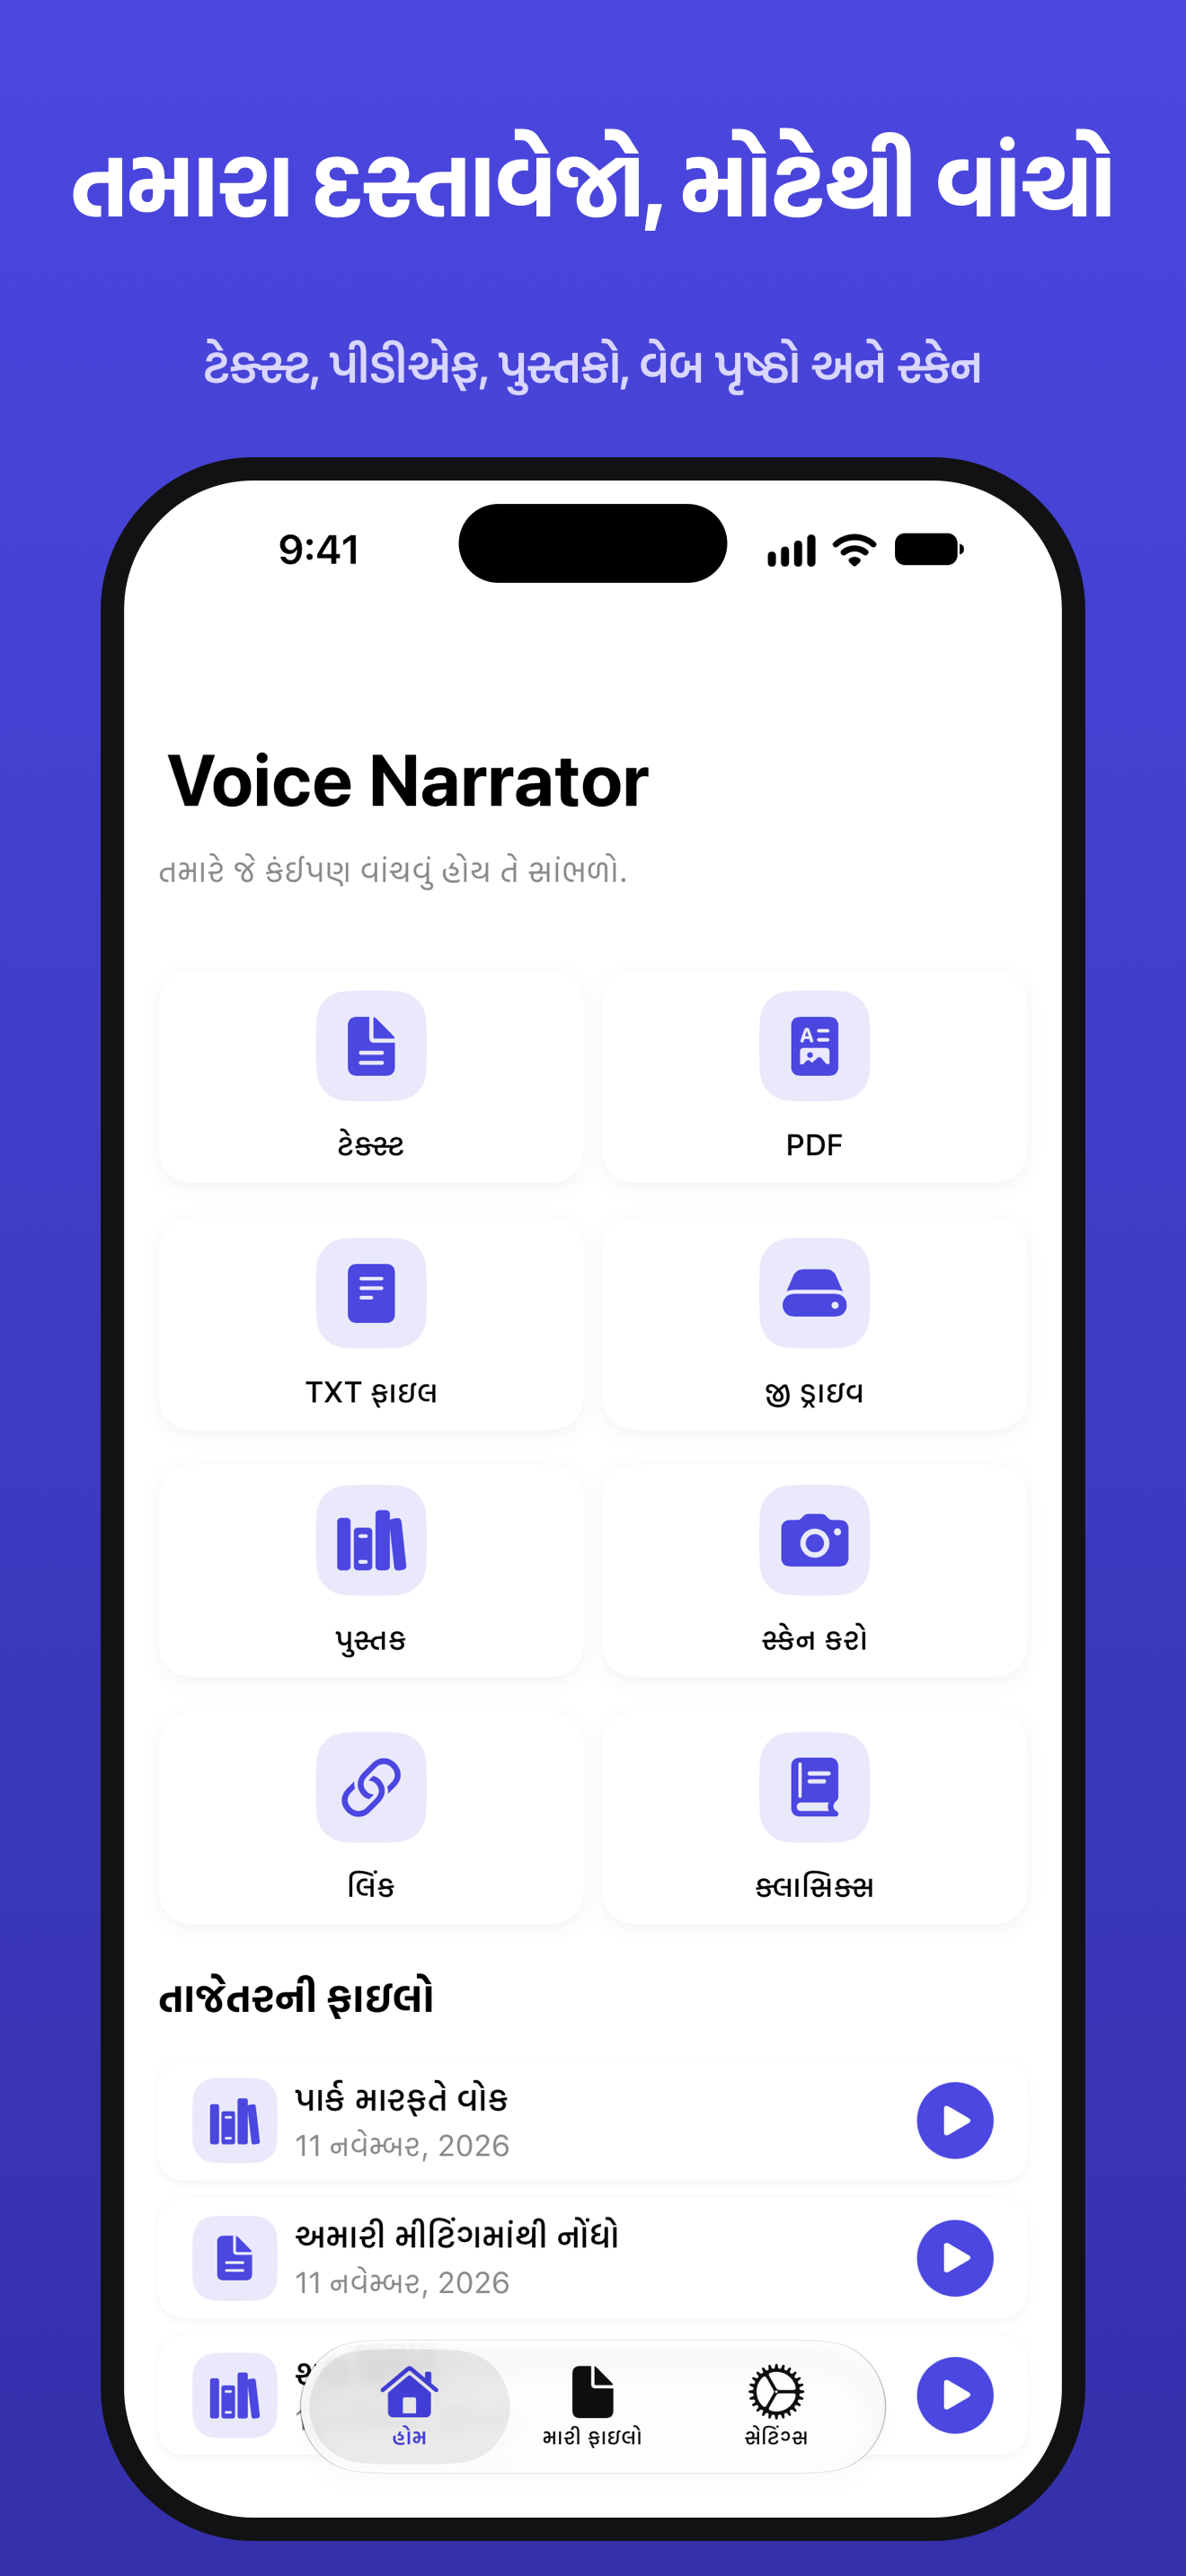 તમારા દસ્તાવેજો, મોટેથી વાંચો
ટેક્સ્ટ, પીડીએફ, પુસ્તકો, વેબ પૃષ્ઠો અને સ્કેન
9:41
Voice Narrator
તમારે જે કંઈપણ વાંચવું હોય તે સાંભળો.
ટેક્સ્ટ
PDF
TXT ફાઇલ
જી ડ્રાઇવ
પુસ્તક
સ્કેન કરો
લિંક
ક્લાસિક્સ
તાજેતરની ફાઇલો
પાર્ક મારફતે વોક
11 નવેમ્બર, 2026
અમારી મીટિંગમાંથી નોંધો
11 નવેમ્બર, 2026
હોમ
મારી ફાઇલો
સેટિંગ્સ